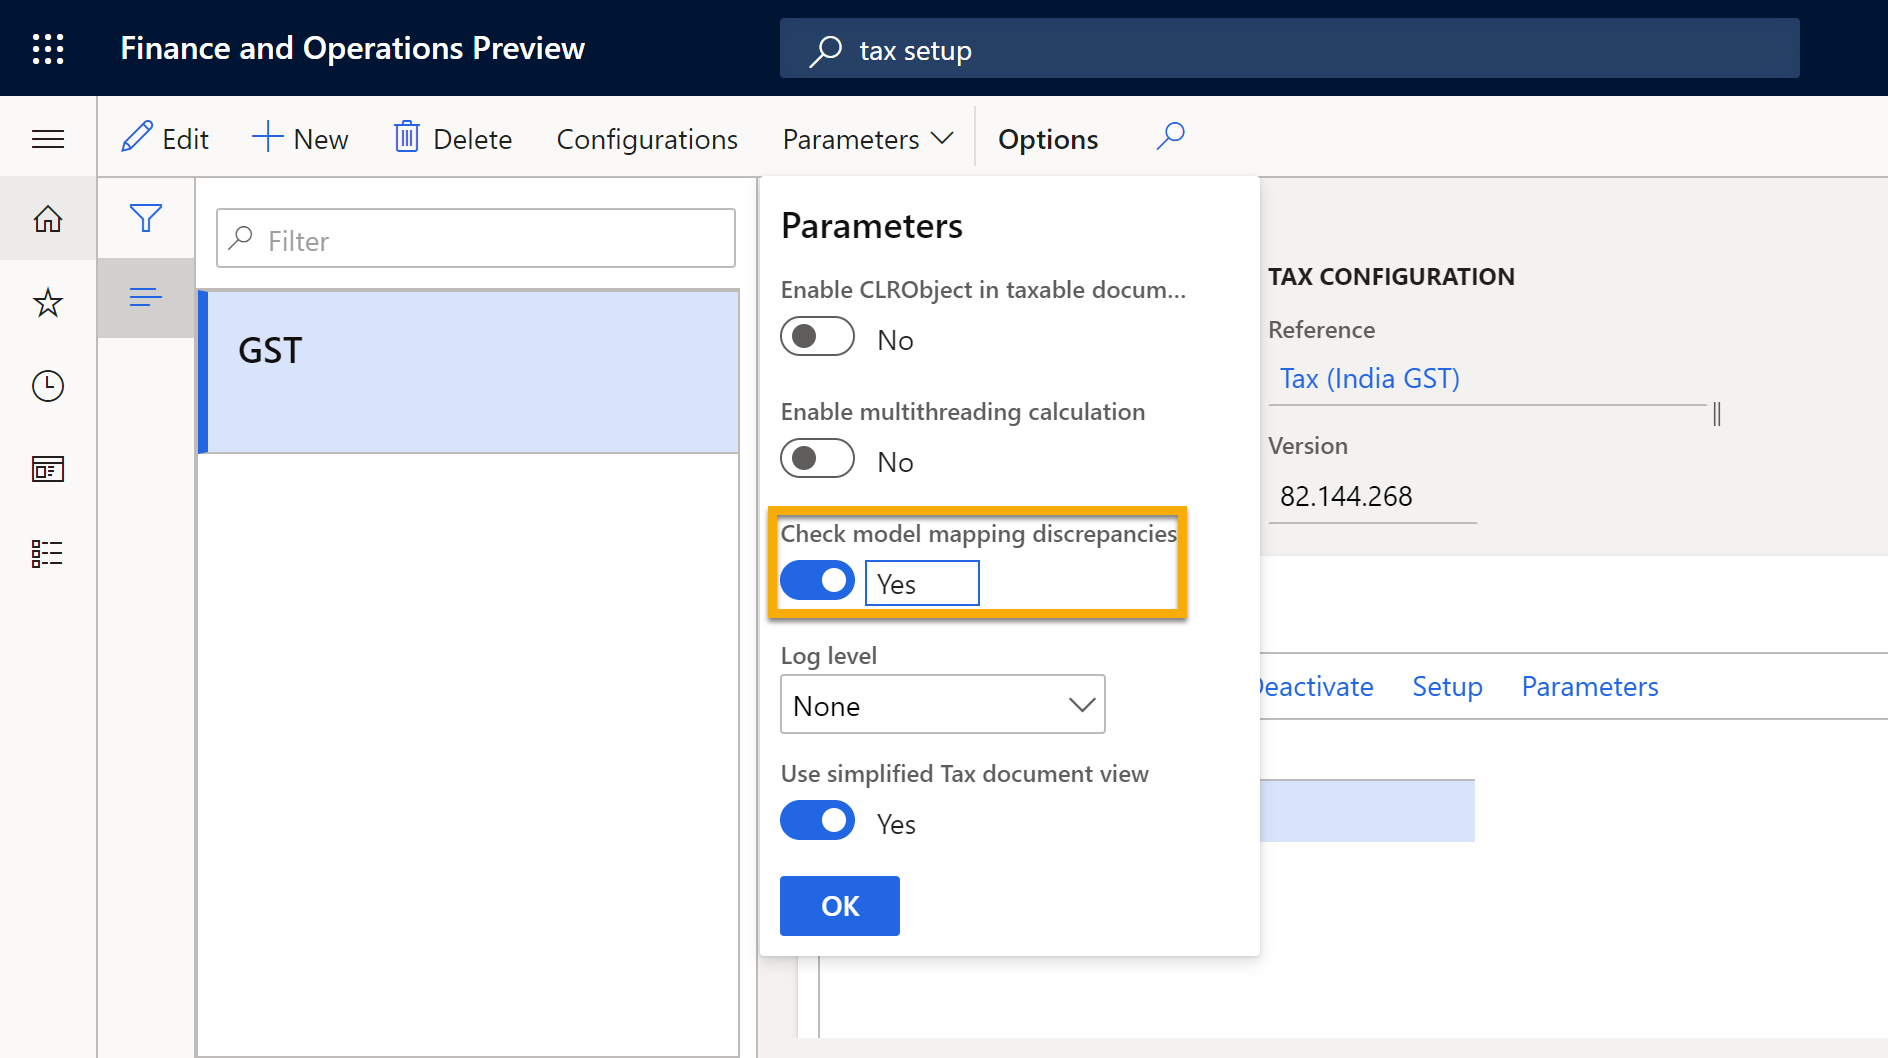 Finance and Operations Preview
tax setup
Edit
New
Delete
Configurations
Parameters
Options
Filter
GST
Parameters
Enable CLRObject in taxable docum...
No
Enable multithreading calculation
No
Check model mapping discrepancies
Yes
Log level
None
Use simplified Tax document view
Yes
OK
TAX CONFIGURATION
Reference
Tax (India GST)
Version
82.144.268
Deactivate
Setup
Parameters